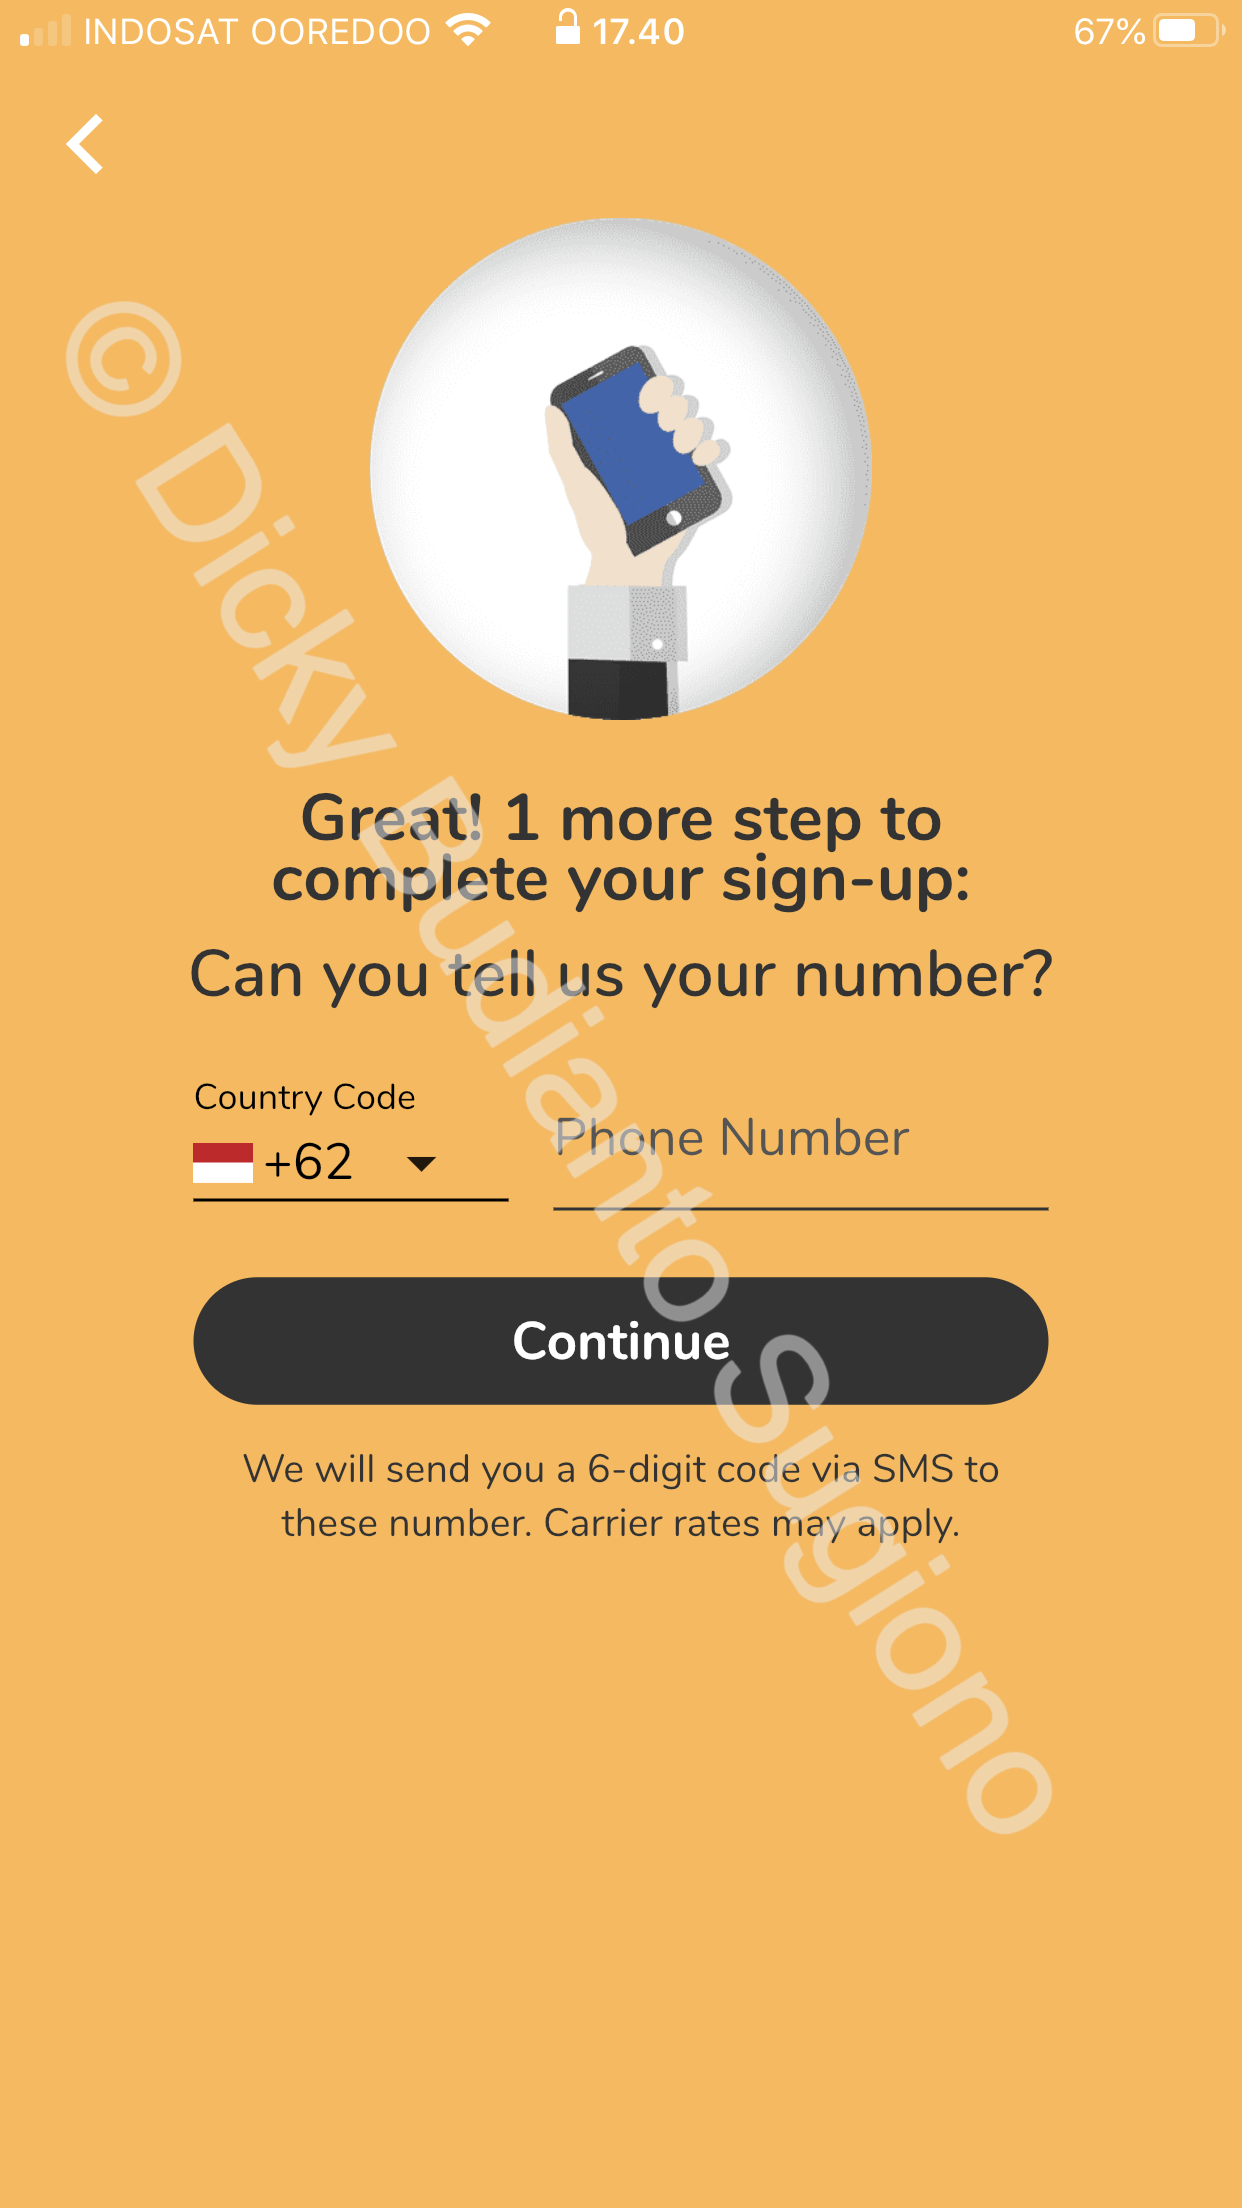 INDOSAT OOREDOO 17.40 67%
Great! 1 more step to
complete your sign-up:
Can you tell us your number?
Country Code
+62
Phone Number
Continue
We will send you a 6-digit code via SMS to
these number. Carrier rates may apply.
© Dicky Budianto Sugiono